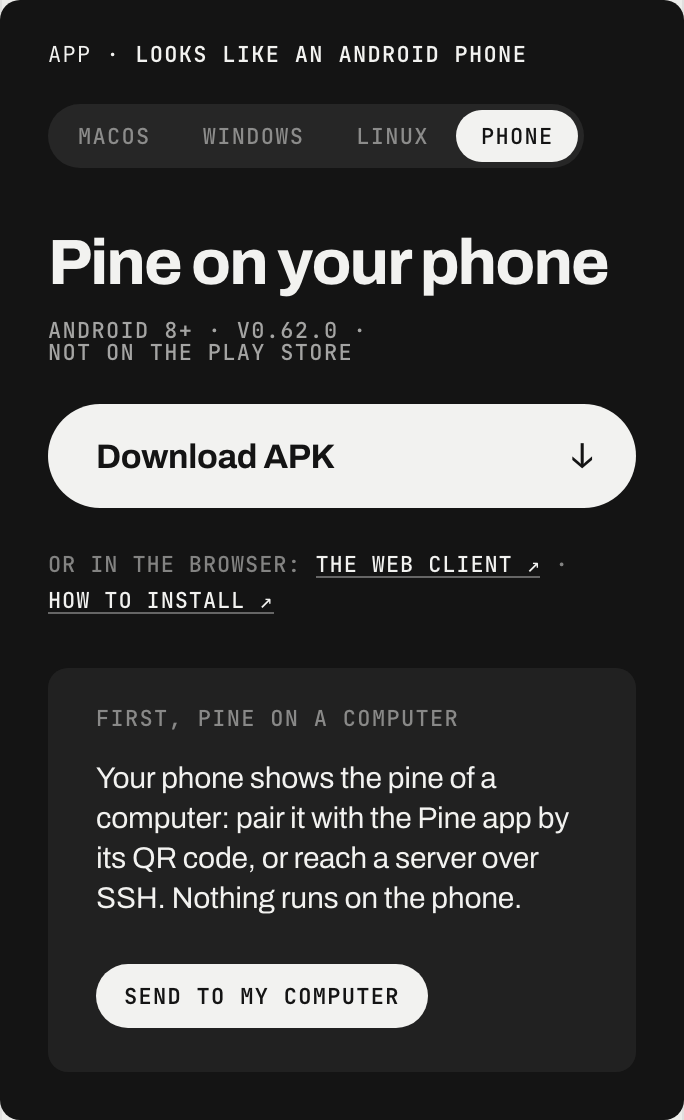 APP · LOOKS LIKE AN ANDROID PHONE
MACOS WINDOWS LINUX PHONE
Pine on your phone
ANDROID 8+ · V0.62.0 ·
NOT ON THE PLAY STORE
Download APK ↓
OR IN THE BROWSER: THE WEB CLIENT ↗ ·
HOW TO INSTALL ↗
FIRST, PINE ON A COMPUTER
Your phone shows the pine of a
computer: pair it with the Pine app by
its QR code, or reach a server over
SSH. Nothing runs on the phone.
SEND TO MY COMPUTER